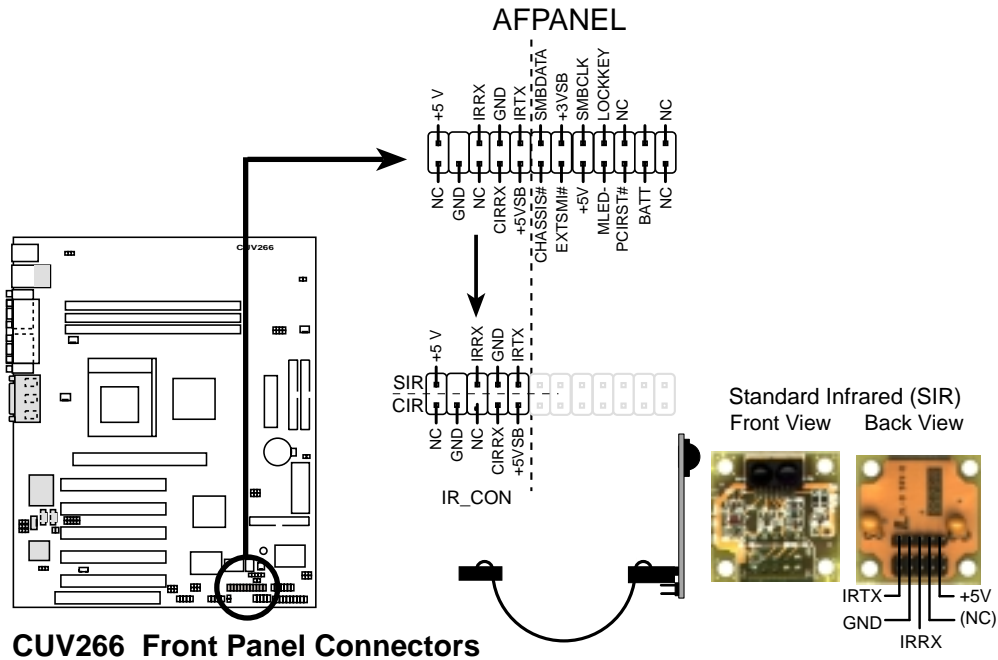 AFPANEL
+5 V
IRRX
GND
IRTX
SMBDATA
+3VSB
SMBCLK
LOCKKEY
NC
NC
NC
GND
NC
CIRRX
+5VSB
CHASSIS#
EXTSMI#
+5V
MLED-
PCIRST#
BATT
NC
CUV266
+5 V
IRRX
GND
IRTX
SIR
CIR
NC
GND
NC
CIRRX
+5VSB
IR_CON
Standard Infrared (SIR)
Front View Back View
IRTX
+5V
GND
(NC)
IRRX
CUV266 Front Panel Connectors